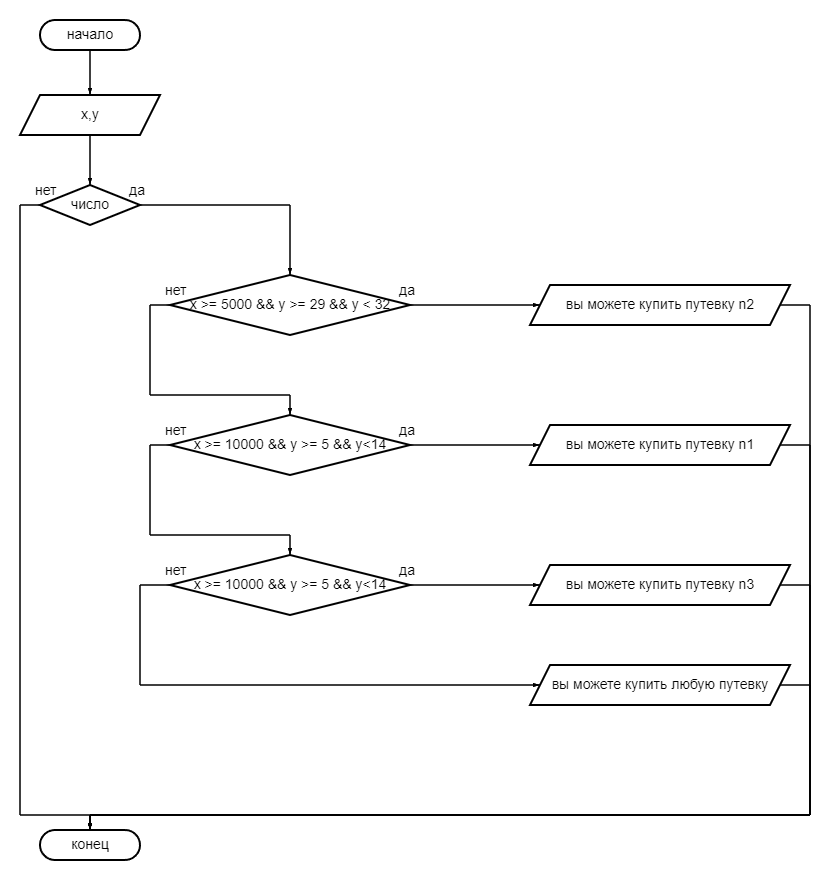 начало
x,y
нет
да
число
нет
да
x >= 5000 && y >= 29 && y < 32
вы можете купить путевку n2
нет
да
x >= 10000 && y >= 5 && y<14
вы можете купить путевку n1
нет
да
x >= 10000 && y >= 5 && y<14
вы можете купить путевку n3
вы можете купить любую путевку
конец